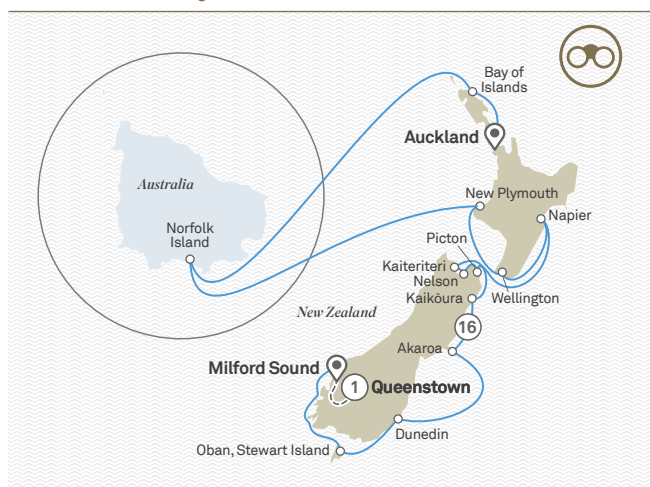 Bay of
Islands
Auckland
Australia
Norfolk
Island
New Plymouth
Napier
Picton
Kaiteriteri
Nelson
Kaikōura
Wellington
New Zealand
16
Akaroa
Milford Sound
1
Queenstown
Dunedin
Oban, Stewart Island